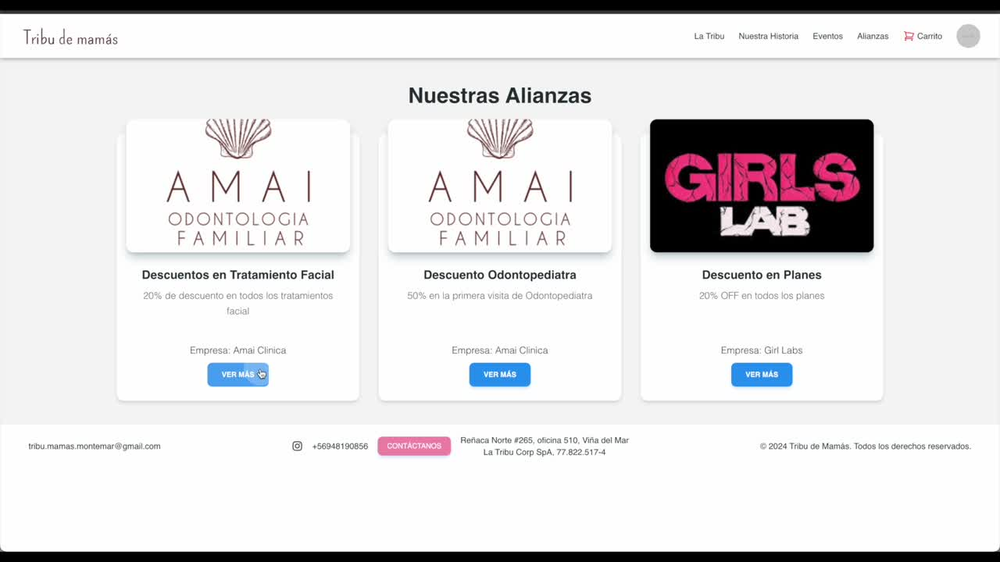 Tribu de mamás
La Tribu
Nuestra Historia
Eventos
Alianzas
Carrito
Nuestras Alianzas
AMAI
ODONTOLOGIA
FAMILIAR
Descuentos en Tratamiento Facial
20% de descuento en todos los tratamientos
facial
Empresa: Amai Clinica
VER MÁS
AMAI
ODONTOLOGIA
FAMILIAR
Descuento Odontopediatra
50% en la primera visita de Odontopediatra
Empresa: Amai Clinica
VER MÁS
GIRLS
LAB
Descuento en Planes
20% OFF en todos los planes
Empresa: Girl Labs
VER MÁS
tribu.mamas.montemar@gmail.com
+56948190856
CONTÁCTANOS
Reñaca Norte #265, oficina 510, Viña del Mar
La Tribu Corp SpA, 77.822.517-4
© 2024 Tribu de Mamás. Todos los derechos reservados.